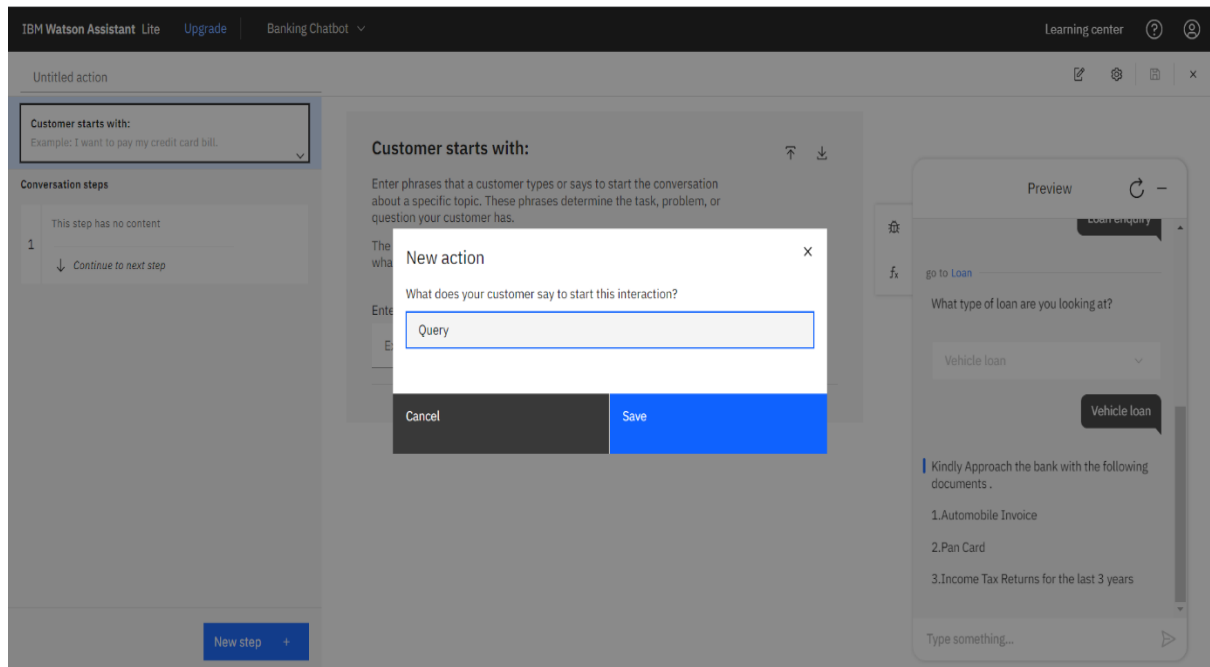 IBM Watson Assistant Lite Upgrade Banking Chatbot Learning center
Untitled action
Customer starts with:
Example: I want to pay my credit card bill.
Conversation steps
This step has no content
1
Continue to next step
New step +
Customer starts with:
Enter phrases that a customer types or says to start the conversation
about a specific topic. These phrases determine the task, problem, or
question your customer has.
The
New action
What does your customer say to start this interaction?
Query
Cancel
Save
Preview
Loan enquiry
go to Loan
What type of loan are you looking at?
Vehicle loan
Vehicle loan
Kindly Approach the bank with the following
documents .
1.Automobile Invoice
2.Pan Card
3.Income Tax Returns for the last 3 years
Type something...